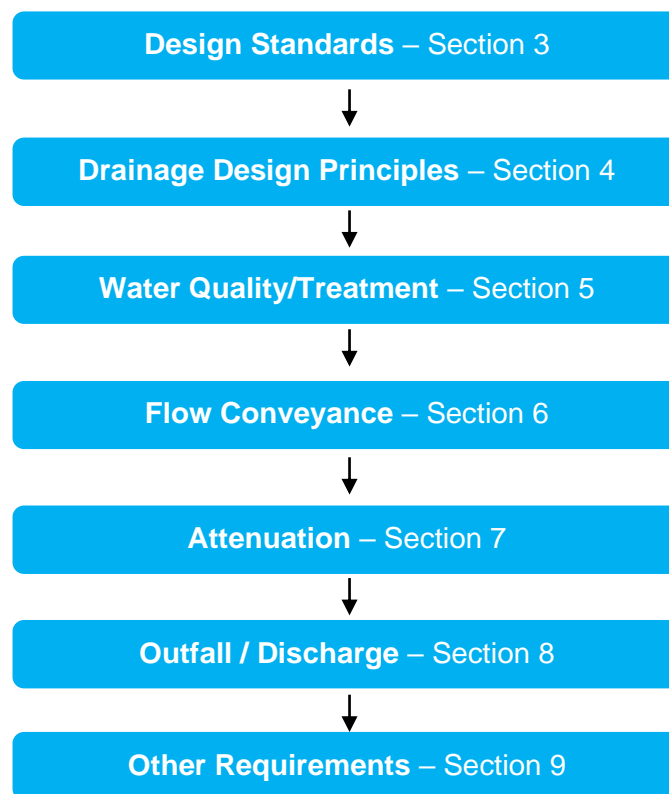 Design Standards – Section 3
Drainage Design Principles – Section 4
Water Quality/Treatment – Section 5
Flow Conveyance – Section 6
Attenuation – Section 7
Outfall / Discharge – Section 8
Other Requirements – Section 9